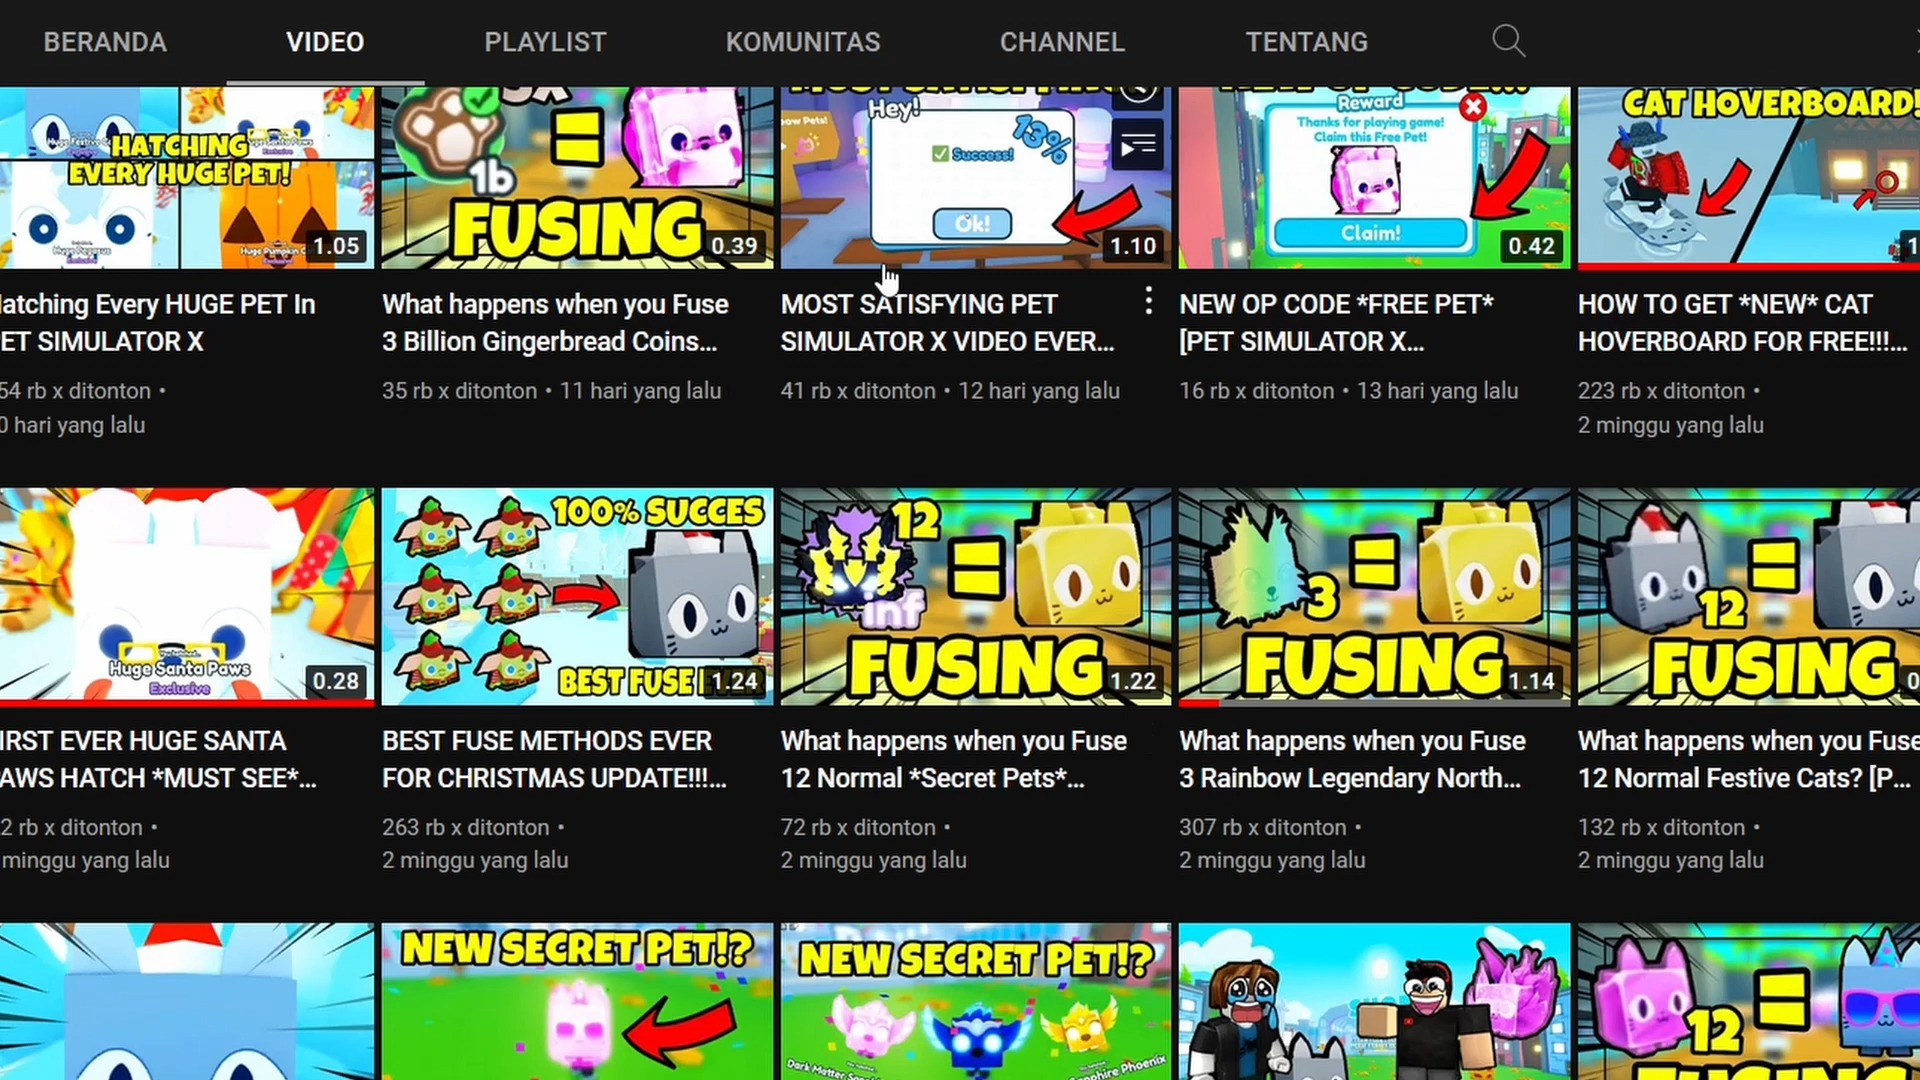 BERANDA VIDEO PLAYLIST KOMUNITAS CHANNEL TENTANG
HATCHING
EVERY HUGE PET!
1.05
1b
FUSING
0.39
Hey!
13%
Success!
Ok!
1.10
Reward
Thanks for playing game!
Claim this Free Pet!
Claim!
0.42
CAT HOVERBOARD!
atching Every HUGE PET In
ET SIMULATOR X
54 rb x ditonton •
0 hari yang lalu
What happens when you Fuse
3 Billion Gingerbread Coins...
35 rb x ditonton • 11 hari yang lalu
MOST SATISFYING PET
SIMULATOR X VIDEO EVER...
41 rb x ditonton • 12 hari yang lalu
NEW OP CODE *FREE PET*
[PET SIMULATOR X...
16 rb x ditonton • 13 hari yang lalu
HOW TO GET *NEW* CAT
HOVERBOARD FOR FREE!!!...
223 rb x ditonton •
2 minggu yang lalu
Huge Santa Paws
Exclusive
0.28
100% SUCCES
BEST FUSE
1.24
12
inf
=
FUSING
1.22
3
=
FUSING
1.14
12
=
FUSING
IRST EVER HUGE SANTA
AWS HATCH *MUST SEE*...
2 rb x ditonton •
minggu yang lalu
BEST FUSE METHODS EVER
FOR CHRISTMAS UPDATE!!!...
263 rb x ditonton •
2 minggu yang lalu
What happens when you Fuse
12 Normal *Secret Pets*...
72 rb x ditonton •
2 minggu yang lalu
What happens when you Fuse
3 Rainbow Legendary North...
307 rb x ditonton •
2 minggu yang lalu
What happens when you Fuse
12 Normal Festive Cats? [P...
132 rb x ditonton •
2 minggu yang lalu
NEW SECRET PET!?
NEW SECRET PET!?
12
=